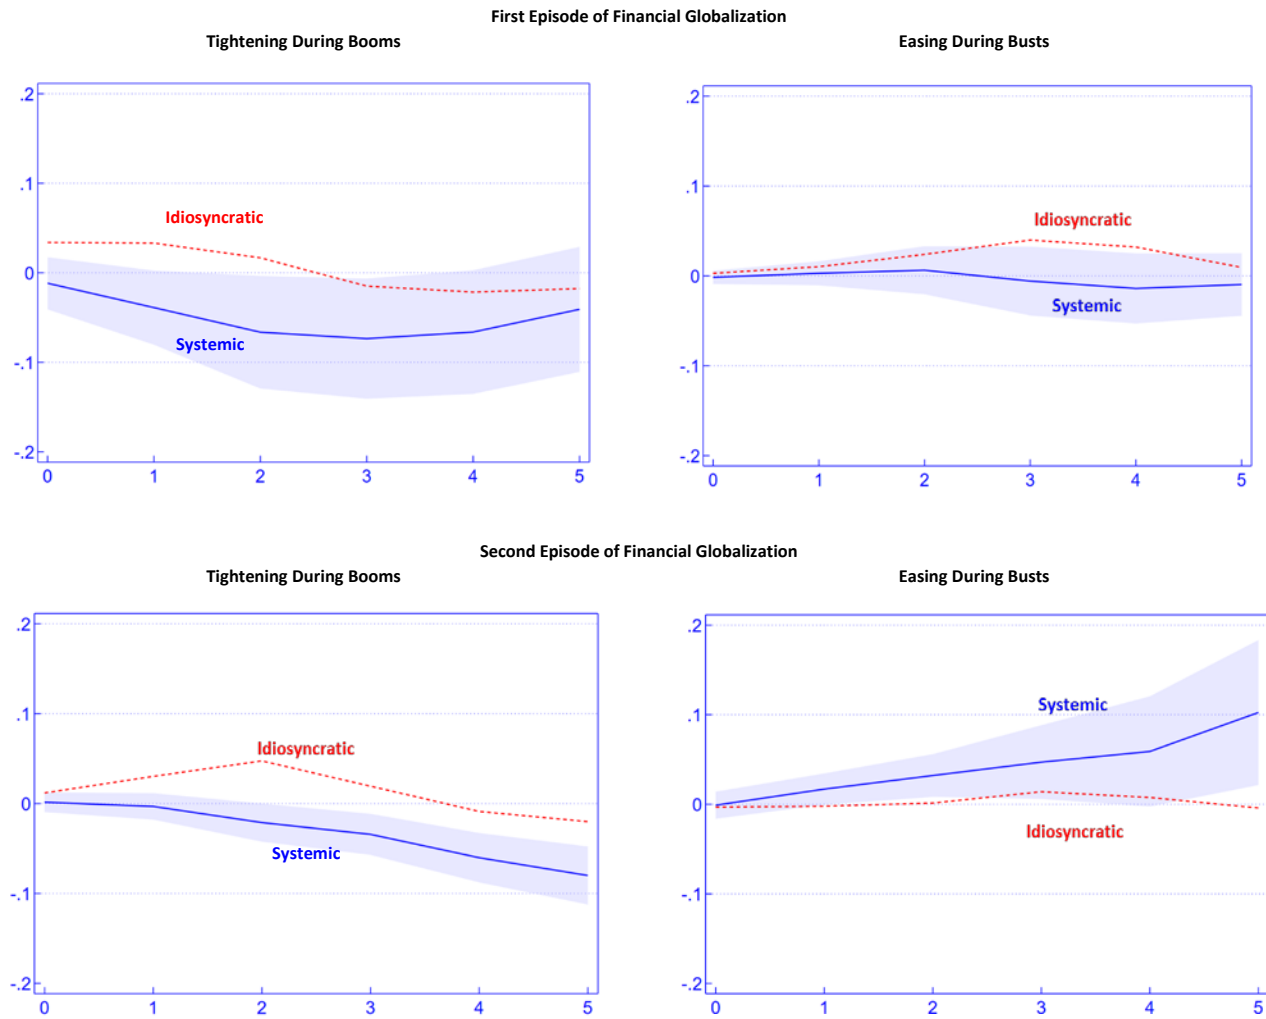 First Episode of Financial Globalization
Tightening During Booms
Easing During Busts
.2
.1
0
-.1
-.2
0 1 2 3 4 5
Idiosyncratic
Systemic
.2
.1
0
-.1
-.2
0 1 2 3 4 5
Idiosyncratic
Systemic
Second Episode of Financial Globalization
Tightening During Booms
Easing During Busts
.2
.1
0
-.1
-.2
0 1 2 3 4 5
Idiosyncratic
Systemic
.2
.1
0
-.1
-.2
0 1 2 3 4 5
Systemic
Idiosyncratic